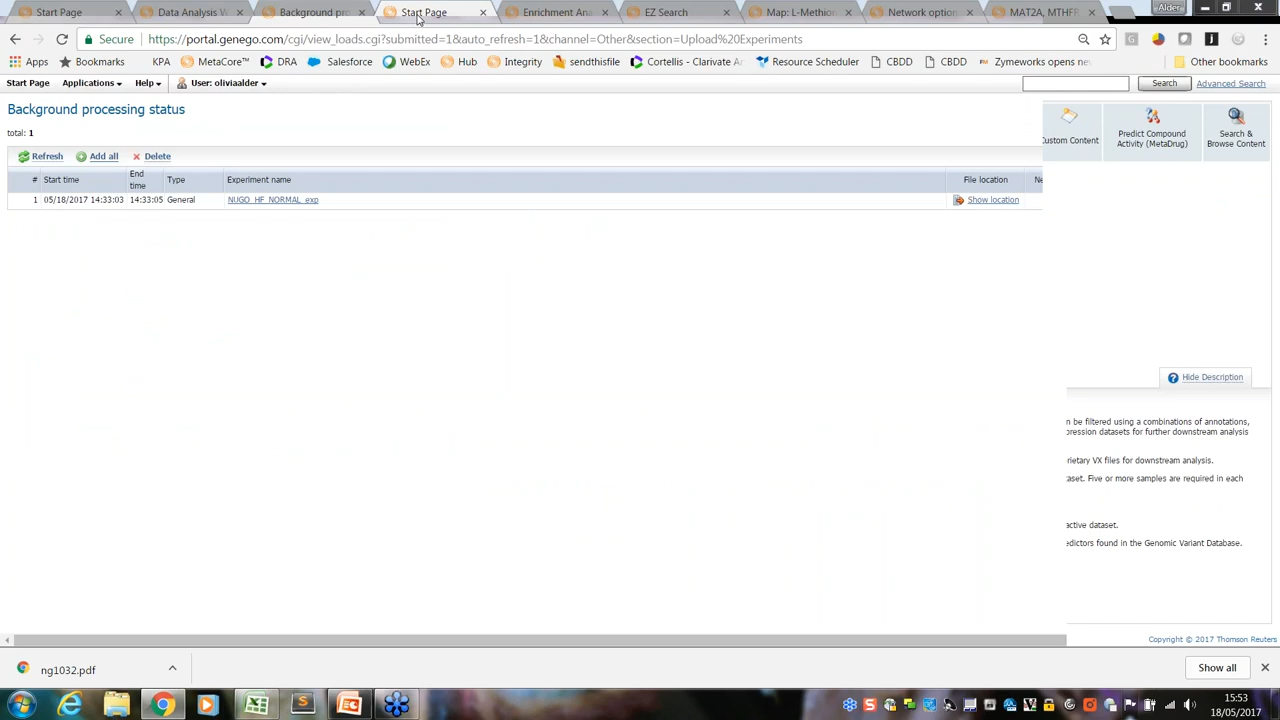 Start Page
Data Analysis W
Background pro
Start Page
Enrichment Ana
EZ Search
Map: L-Methion
Network option
MAT2A, MTHFR
Alder
Secure
https://portal.genego.com/cgi/view_loads.cgi?submitted=1&auto_refresh=1&channel=Other&section=Upload%20Experiments
Apps
Bookmarks
KPA
MetaCore™
DRA
Salesforce
WebEx
Hub
Integrity
sendthisfile
Cortellis - Clarivate A
Resource Scheduler
CBDD
CBDD
Zymeworks opens ne
Other bookmarks
Start Page
Applications
Help
User: oliviaalder
Search
Advanced Search
Background processing status
total: 1
Refresh
Add all
Delete
# Start time End time Type Experiment name File location Ne
1 05/18/2017 14:33:03 14:33:05 General NUGO_HF_NORMAL_exp Show location
Custom Content
Predict Compound
Activity (MetaDrug)
Search &
Browse Content
Hide Description
n be filtered using a combinations of annotations,
pression datasets for further downstream analysis
rietary VX files for downstream analysis.
taset. Five or more samples are required in each
active dataset.
edictors found in the Genomic Variant Database.
Copyright © 2017 Thomson Reuters
ng1032.pdf
Show all
15:53
18/05/2017